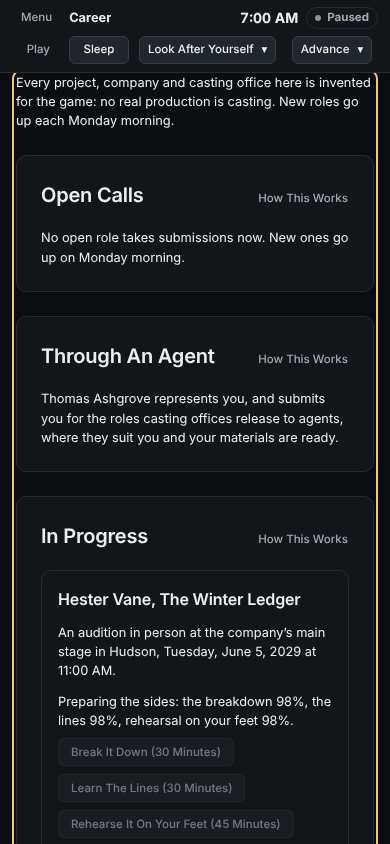 Menu Career 7:00 AM Paused
Play Sleep Look After Yourself Advance
Every project, company and casting office here is invented
for the game: no real production is casting. New roles go
up each Monday morning.
Open Calls How This Works
No open role takes submissions now. New ones go
up on Monday morning.
Through An Agent How This Works
Thomas Ashgrove represents you, and submits
you for the roles casting offices release to agents,
where they suit you and your materials are ready.
In Progress How This Works
Hester Vane, The Winter Ledger
An audition in person at the company’s main
stage in Hudson, Tuesday, June 5, 2029 at
11:00 AM.
Preparing the sides: the breakdown 98%, the
lines 98%, rehearsal on your feet 98%.
Break It Down (30 Minutes)
Learn The Lines (30 Minutes)
Rehearse It On Your Feet (45 Minutes)